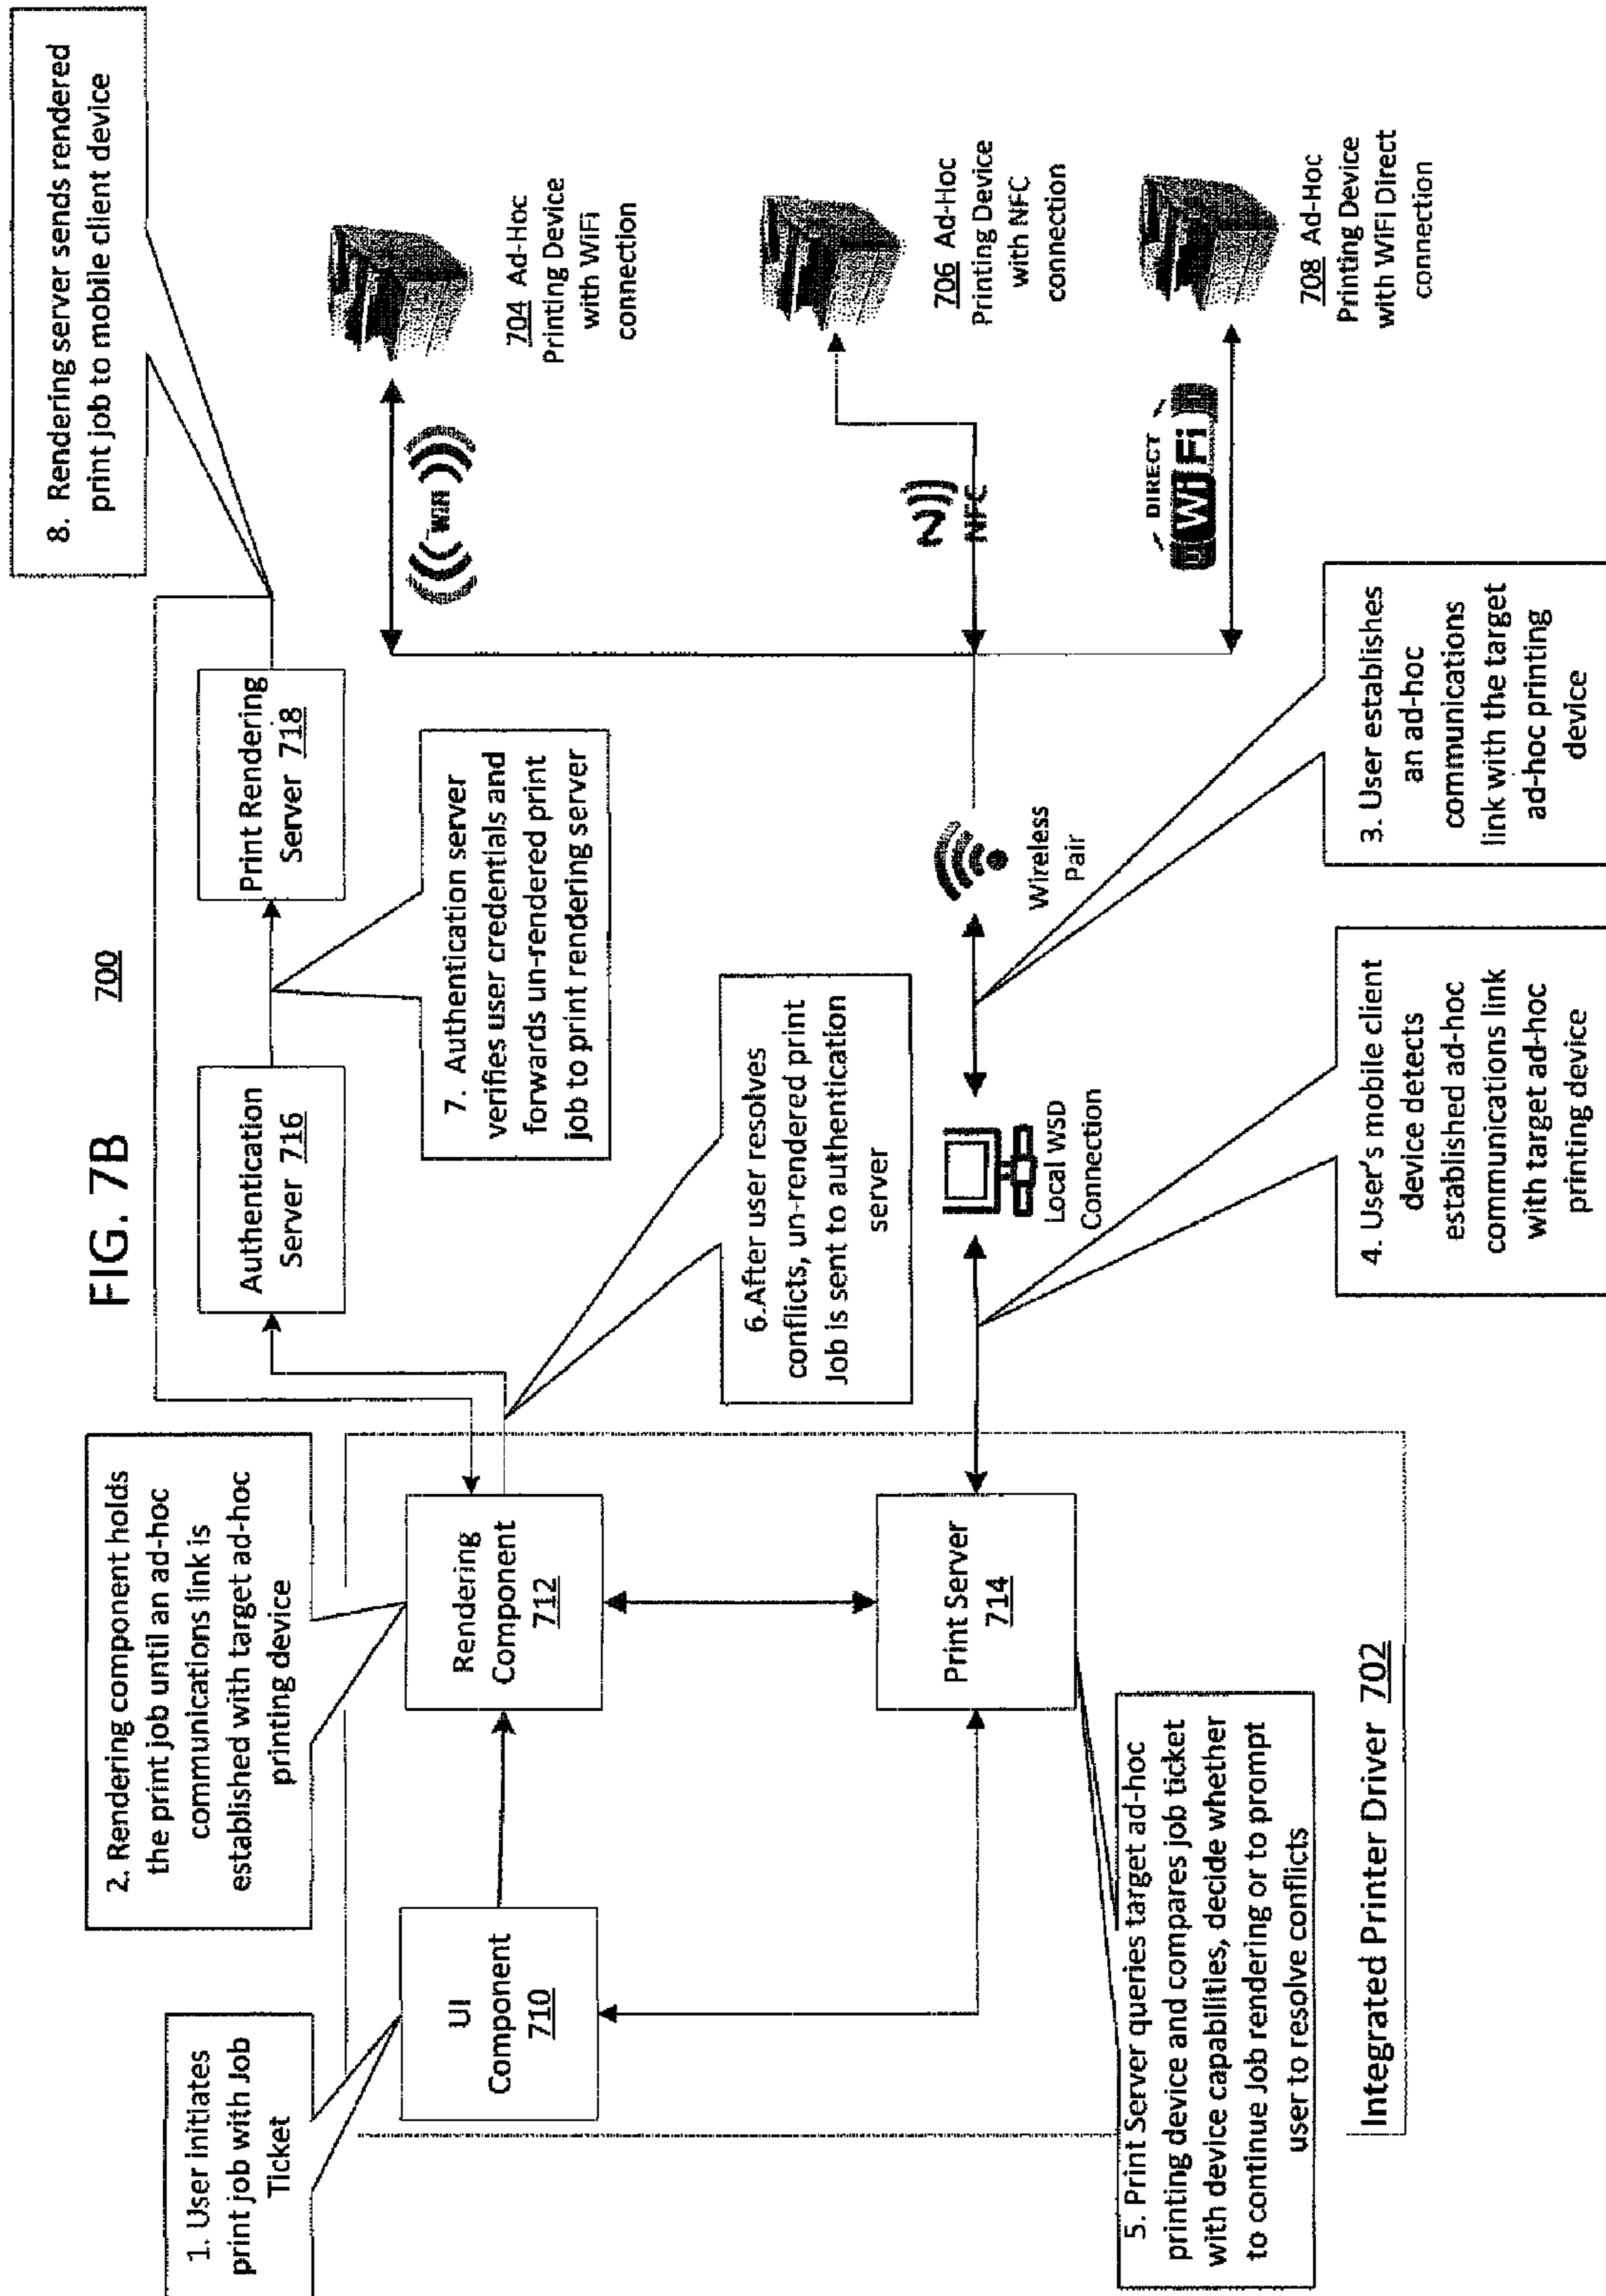 FIG. 7B
700
1. User initiates
print job with Job
Ticket
2. Rendering component holds
the print job until an ad-hoc
communications link is
established with target ad-hoc
printing device
8. Rendering server sends rendered
print job to mobile client device
Authentication
Server 716
Print Rendering
Server 718
7. Authentication server
verifies user credentials and
forwards un-rendered print
job to print rendering server
UI
Component
710
Rendering
Component
712
6.After user resolves
conflicts, un-rendered print
Job is sent to authentication
server
Print Server
714
Local WSD
Connection
Wireless
Pair
WiFi
704 Ad-Hoc
Printing Device
with WiFi
connection
NFC
706 Ad-Hoc
Printing Device
with NFC
connection
DIRECT
WiFi
708 Ad-Hoc
Printing Device
with WiFi Direct
connection
5. Print Server queries target ad-hoc
printing device and compares job ticket
with device capabilities, decide whether
to continue Job rendering or to prompt
user to resolve conflicts
4. User's mobile client
device detects
established ad-hoc
communications link
with target ad-hoc
printing device
3. User establishes
an ad-hoc
communications
link with the target
ad-hoc printing
device
Integrated Printer Driver 702